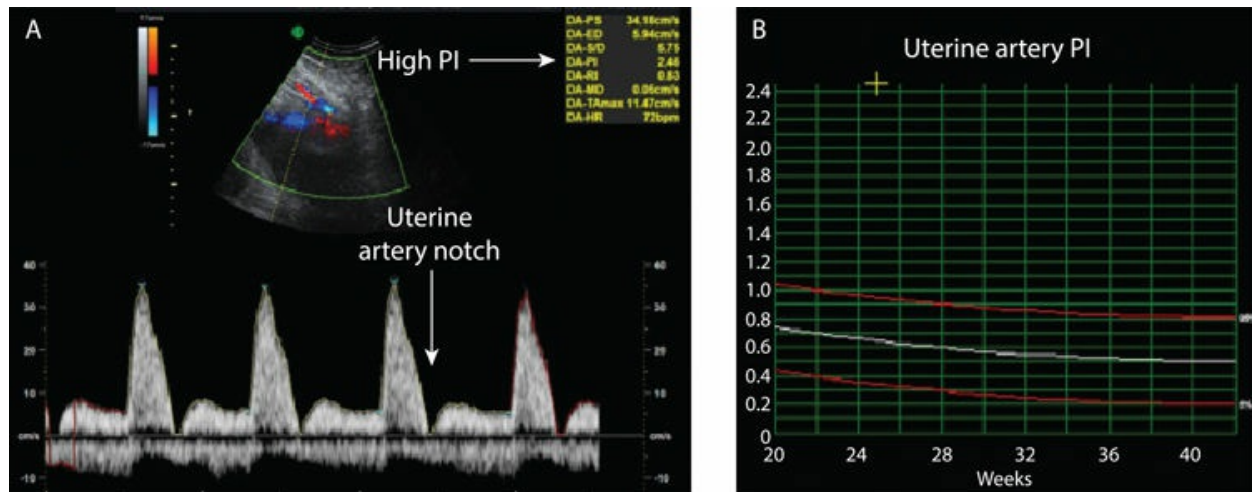 A
High PI
DA-PS 34.18cm/s
DA-ED 5.94cm/s
DA-S/D 5.75
DA-PI 2.46
DA-RI 0.83
DA-MD 0.06cm/s
DA-TAmax 11.47cm/s
DA-HR 72bpm
Uterine
artery notch
40 40
30 30
20 20
10 10
cm/s cm/s
-10 -10
B
Uterine artery PI
2.4
2.2
2.0
1.8
1.6
1.4
1.2
1.0
0.8
0.6
0.4
0.2
0
20 24 28 32 36 40
Weeks